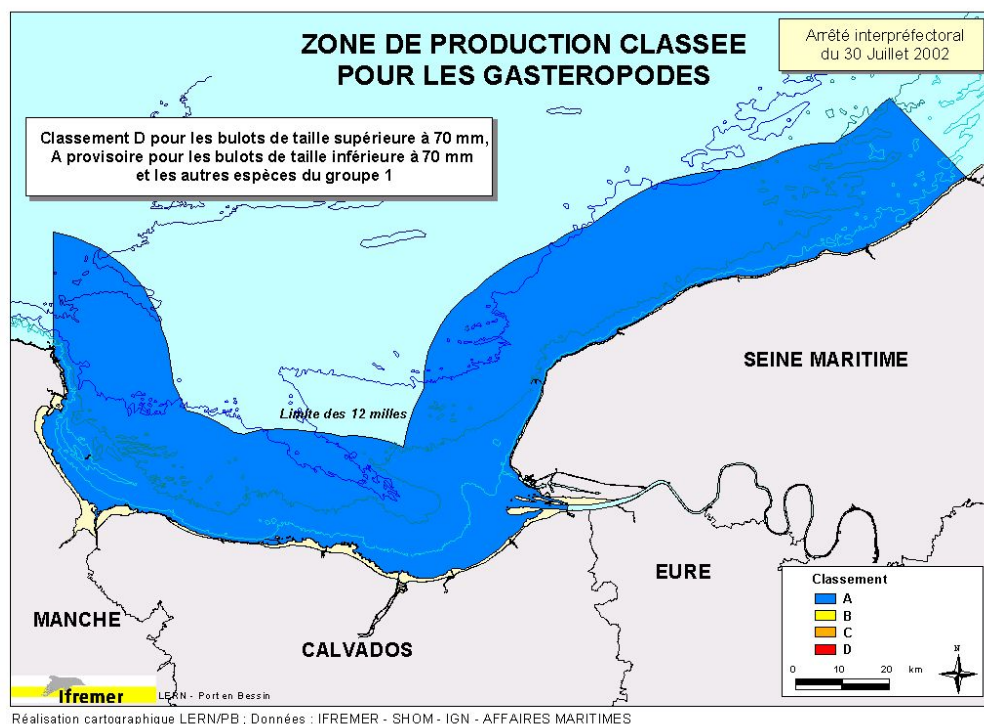 ZONE DE PRODUCTION CLASSEE
POUR LES GASTEROPODES
Arrêté interpréfectoral
du 30 Juillet 2002
Classement D pour les bulots de taille supérieure à 70 mm,
A provisoire pour les bulots de taille inférieure à 70 mm
et les autres espèces du groupe 1
SEINE MARITIME
Limite des 12 milles
EURE
MANCHE
CALVADOS
Classement
A
B
C
D
N
0 10 20 km
Ifremer
LERN - Port en Bessin
Réalisation cartographique LERN/PB ; Données : IFREMER - SHOM - IGN - AFFAIRES MARITIMES